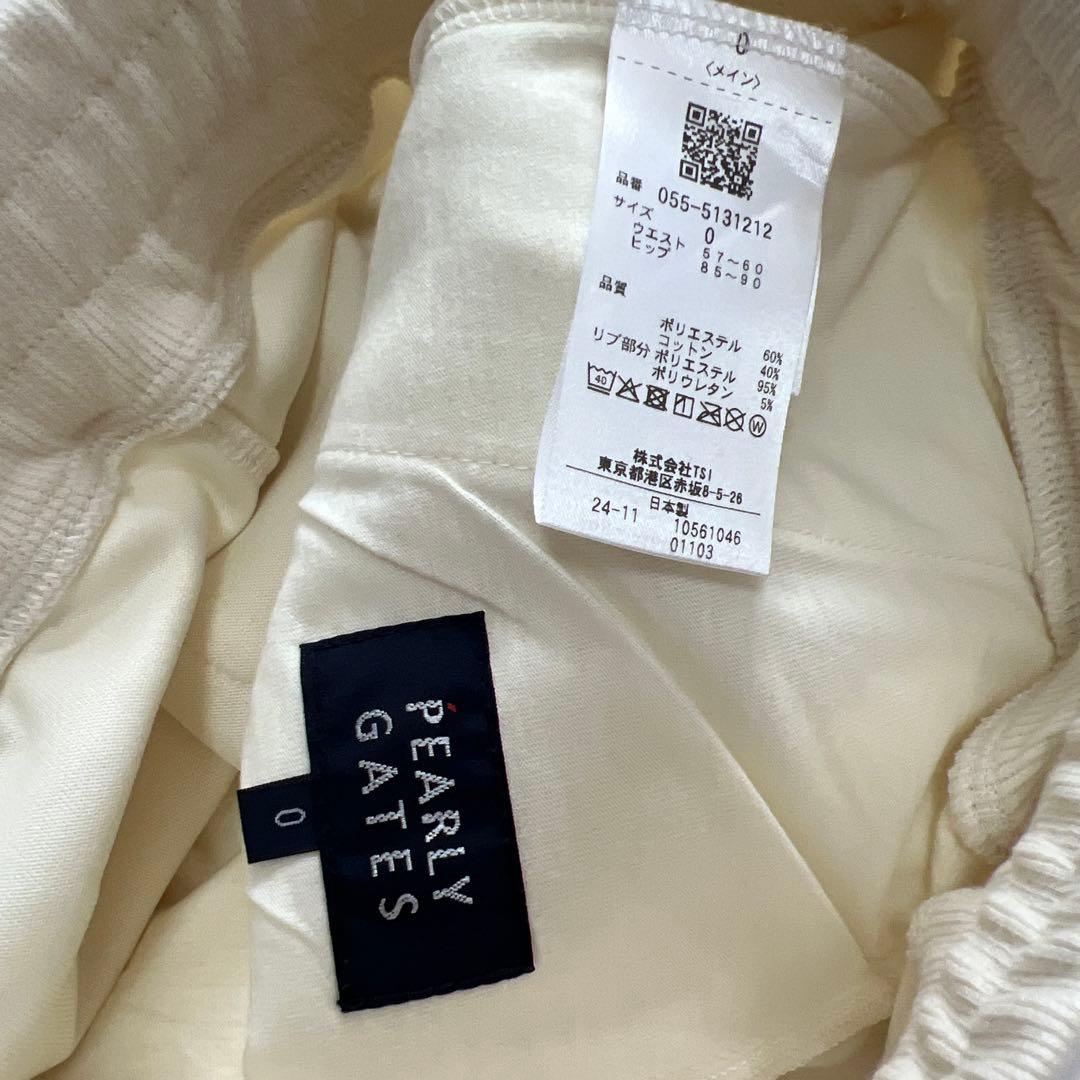 0
〈メイン〉
品番 055-5131212
サイズ 0
ウエスト 57〜60
ヒップ 85〜90
品質
ポリエステル 60%
コットン 40%
リブ部分 ポリエステル 95%
ポリウレタン 5%
40
W
株式会社TSI
東京都港区赤坂8-5-26
日本製
24-11 10561046
01103
PEARLY
GATES
0